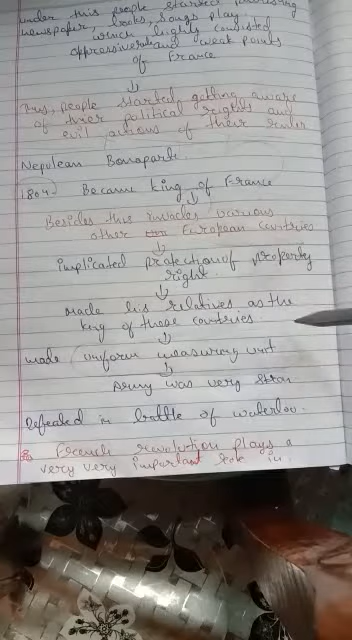 under this people started
newspaper, books, songs, play
which highly consisted
oppressive and weak points
of France
Thus, people started getting aware
of their political rights and
evil actions of their ruler
Nepolean Bonaparte.
1804 Became king of France
Besides this invades various
other European countries
implicated protection of property
right.
Made his relatives as the
king of those countries.
made uniform measuring unit
Army was very
Defeated in battle of waterloo.
French revolution plays a
very very important role in